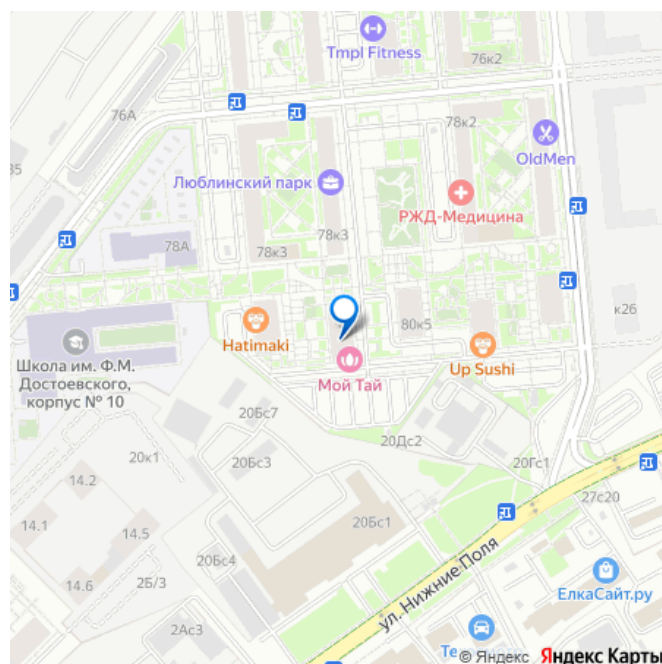 Tmpl Fitness
76к2
76А
35
78к2
OldMen
Люблинский парк
РЖД-Медицина
78к3
78А
78к3
к26
80к5
Hatimaki
Up Sushi
Школа им. Ф.М.
Достоевского,
корпус № 10
Мой Тай
20Бс7
20Дс2
20к1
20Бс3
20Гс1
14.2
27с20
14.1
14.5
20Бс1
20Бс4
ул. Нижние Поля
14.6
2Б/3
ЕлкаСайт.ру
2Ас3
© Яндекс Яндекс Карты